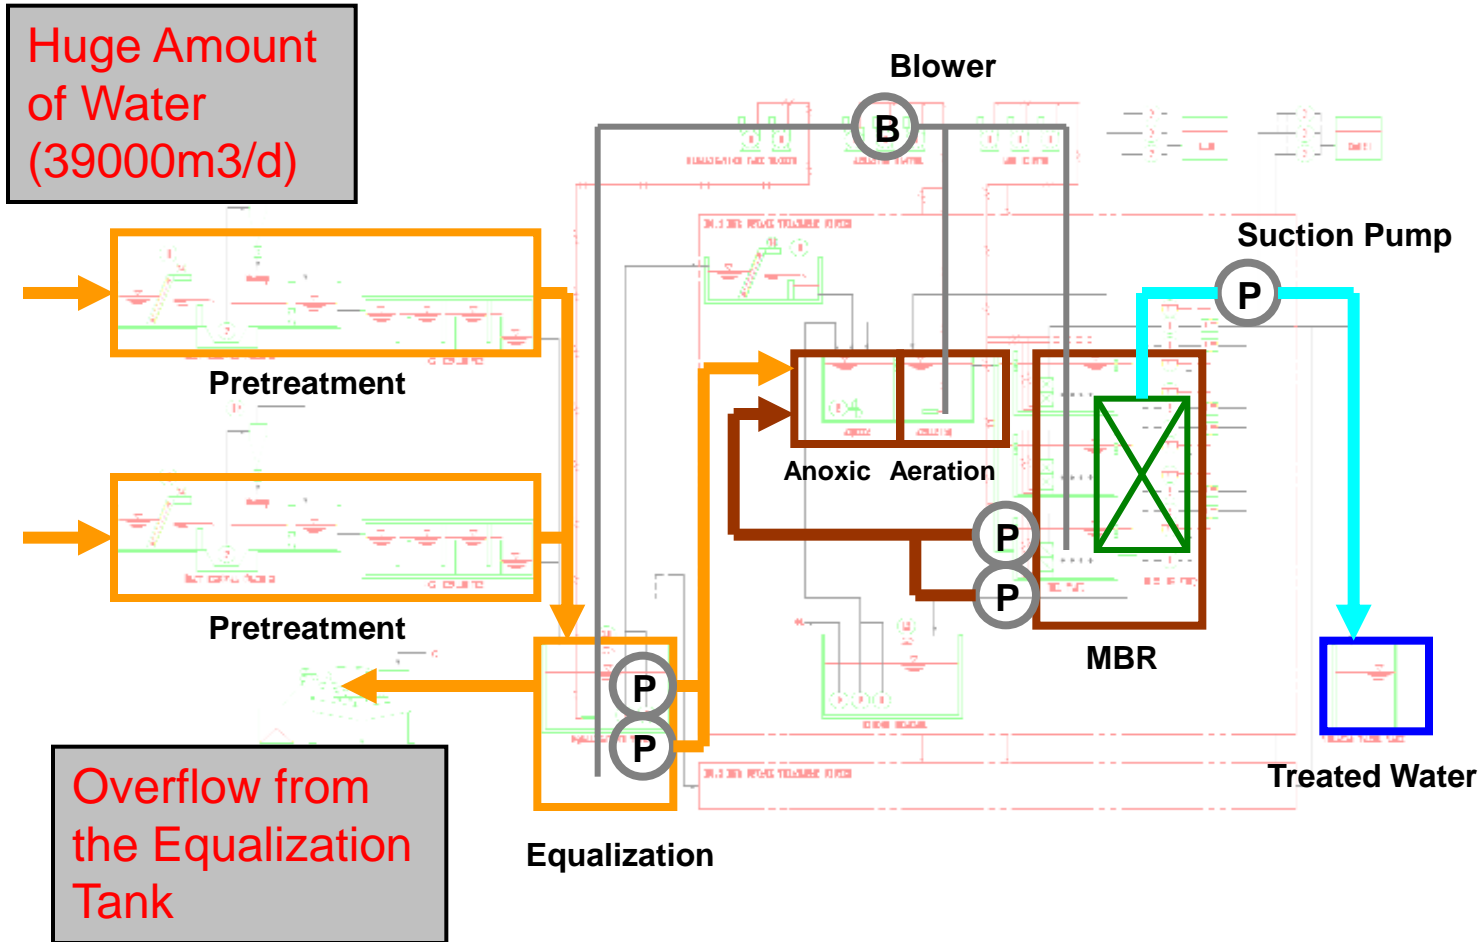 Huge Amount
of Water
(39000m3/d)
Blower
B
Suction Pump
P
Pretreatment
Anoxic Aeration
Pretreatment
P
P
MBR
P
P
Treated Water
Equalization
Overflow from
the Equalization
Tank